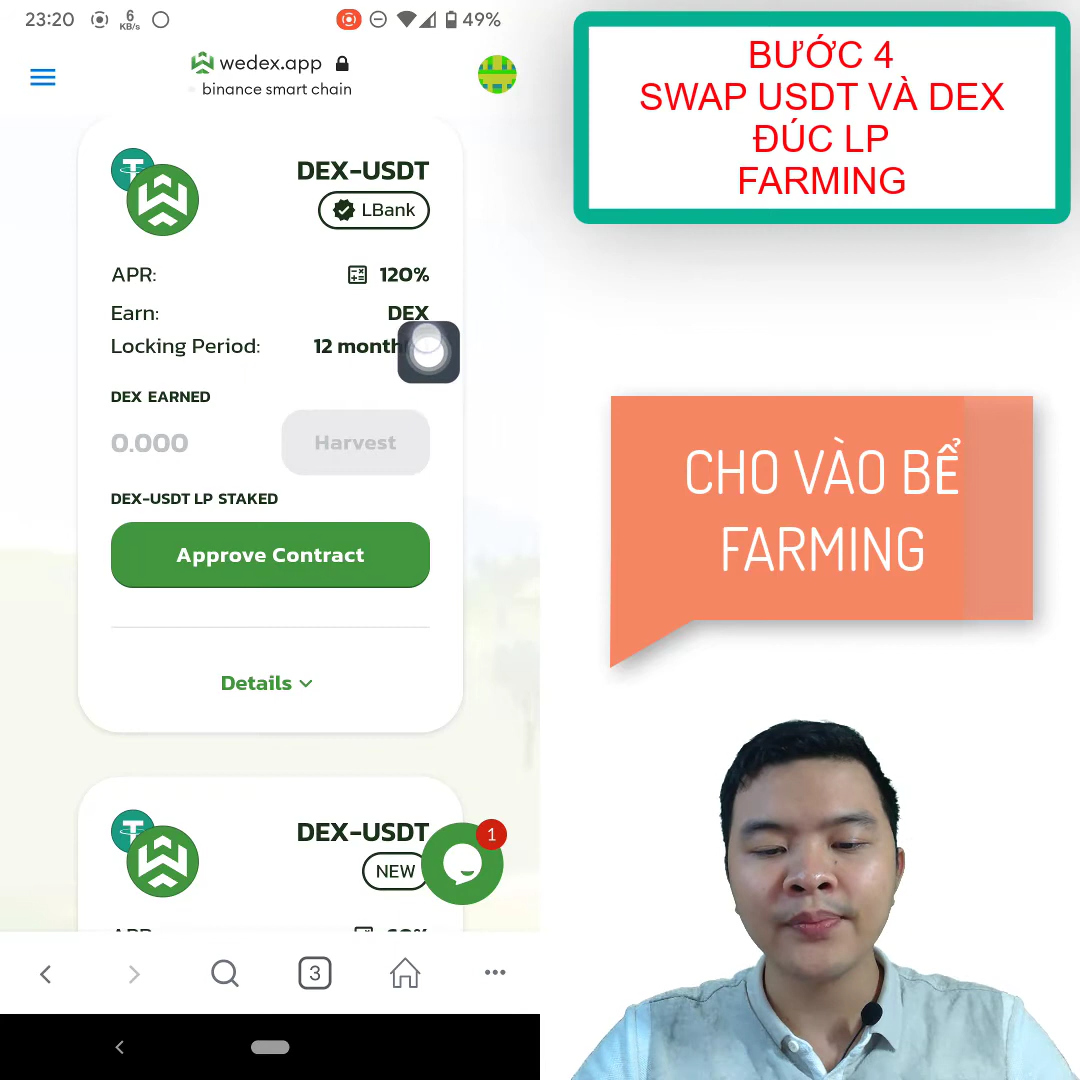 23:20
6
KB/s
49%
wedex.app
binance smart chain
DEX-USDT
LBank
APR:
120%
Earn:
DEX
Locking Period:
12 month
DEX EARNED
0.000
Harvest
DEX-USDT LP STAKED
Approve Contract
Details
DEX-USDT
NEW
1
3
BƯỚC 4
SWAP USDT VÀ DEX
ĐÚC LP
FARMING
CHO VÀO BỂ
FARMING